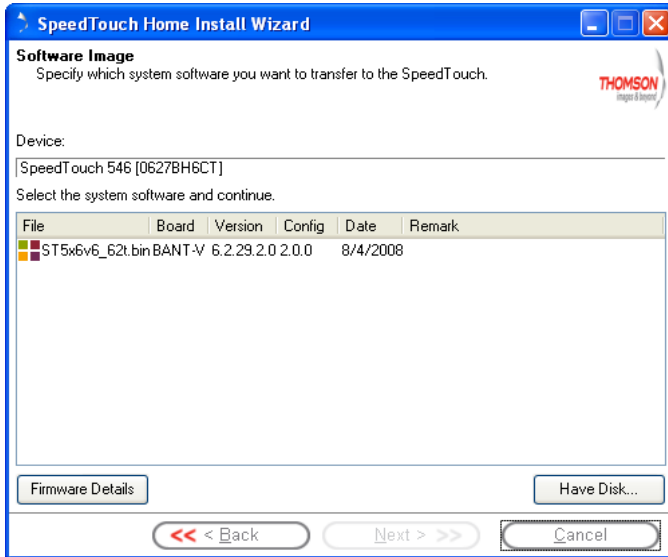 SpeedTouch Home Install Wizard
Software Image
Specify which system software you want to transfer to the SpeedTouch.
THOMSON
images & beyond
Device:
SpeedTouch 546 [0627BH6CT]
Select the system software and continue.
File Board Version Config Date Remark
ST5x6v6_62t.bin BANT-V 6.2.29.2.0 2.0.0 8/4/2008
Firmware Details Have Disk...
<< < Back Next > >> Cancel